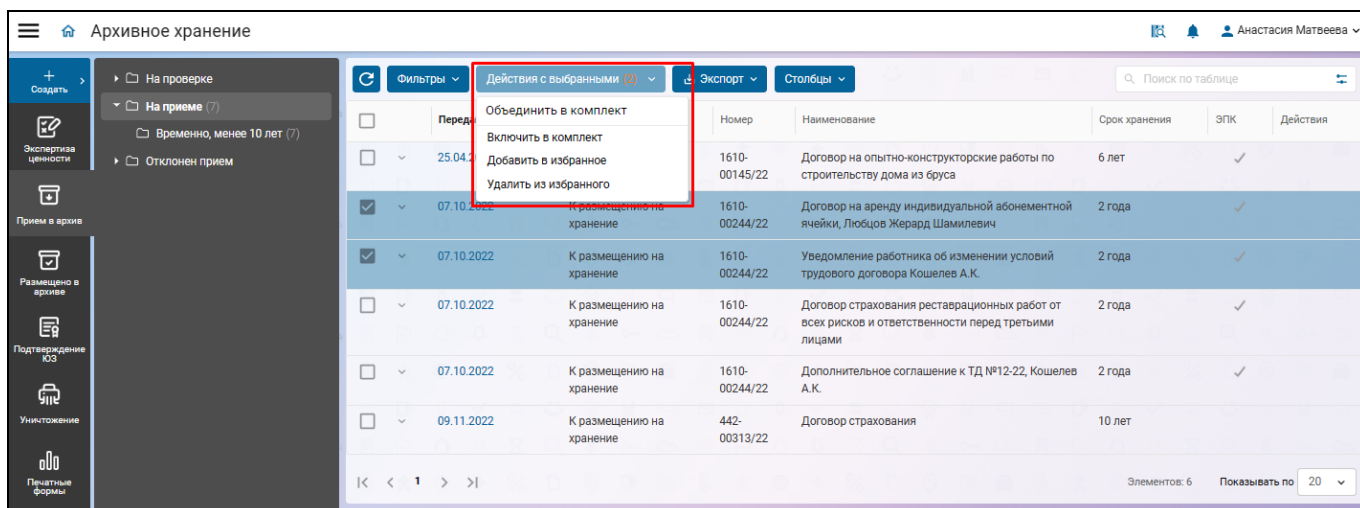 Архивное хранение
Анастасия Матвеева
Создать
Экспертиза
ценности
Прием в архив
Размещено в
архиве
Подтверждение
ЮЗ
Уничтожение
Печатные
формы
На проверке
На приеме (7)
Временно, менее 10 лет (7)
Отклонен прием
Фильтры
Действия с выбранными (2)
Экспорт
Столбцы
Поиск по таблице
Объединить в комплект
Включить в комплект
Добавить в избранное
Удалить из избранного
Номер
Наименование
Срок хранения
ЭПК
Действия
1610-
00145/22
Договор на опытно-конструкторские работы по
строительству дома из бруса
6 лет
07.10.2022
К размещению на
хранение
1610-
00244/22
Договор на аренду индивидуальной абонементной
ячейки, Любцов Жерард Шамилевич
2 года
07.10.2022
К размещению на
хранение
1610-
00244/22
Уведомление работника об изменении условий
трудового договора Кошелев А.К.
2 года
07.10.2022
К размещению на
хранение
1610-
00244/22
Договор страхования реставрационных работ от
всех рисков и ответственности перед третьими
лицами
2 года
07.10.2022
К размещению на
хранение
1610-
00244/22
Дополнительное соглашение к ТД №12-22, Кошелев
А.К.
2 года
09.11.2022
К размещению на
хранение
442-
00313/22
Договор страхования
10 лет
1
Элементов: 6
Показывать по 20